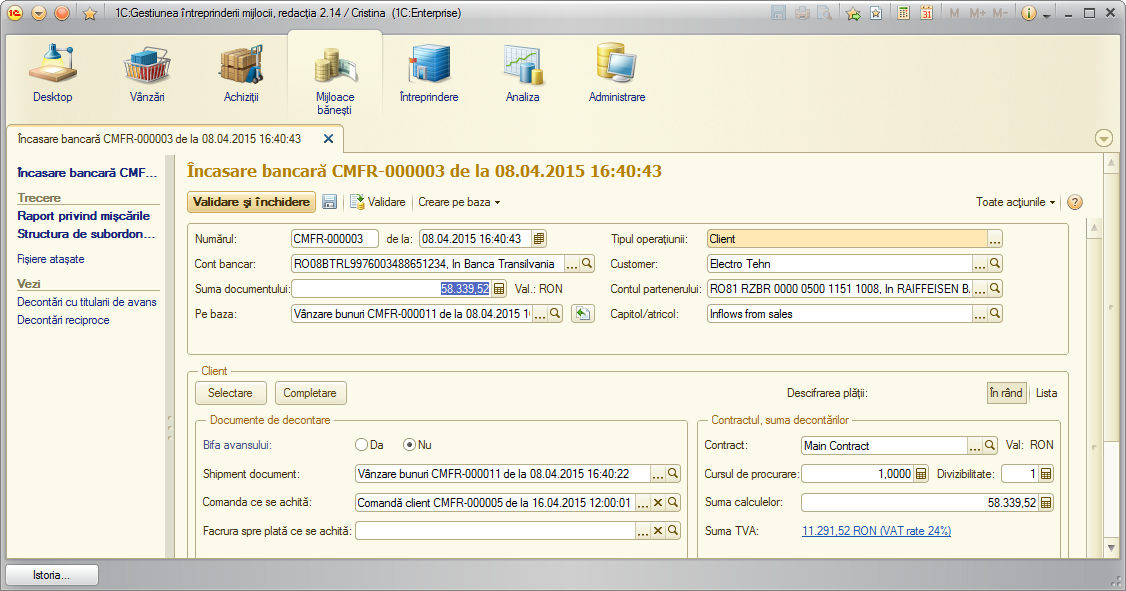 1C:Gestiunea întreprinderii mijlocii, redacția 2.14 / Cristina (1C:Enterprise)
M M+ M-
Desktop
Vânzări
Achiziții
Mijloace bănești
Întreprindere
Analiza
Administrare
Încasare bancară CMFR-000003 de la 08.04.2015 16:40:43
Încasare bancară CMF...
Trecere
Raport privind mișcările
Structura de subordon...
Fișiere atașate
Vezi
Decontări cu titularii de avans
Decontări reciproce
Încasare bancară CMFR-000003 de la 08.04.2015 16:40:43
Validare și închidere Validare Creare pe baza Toate acțiunile
Numărul: CMFR-000003 de la: 08.04.2015 16:40:43 Tipul operațiunii: Client
Cont bancar: RO08BTRL9976003488651234, In Banca Transilvania Customer: Electro Tehn
Suma documentului: 58.339,52 Val.: RON Contul partenerului: RO81 RZBR 0000 0500 1151 1008, In RAIFFEISEN B
Pe baza: Vânzare bunuri CMFR-000011 de la 08.04.2015 1 Capitol/atricol: Inflows from sales
Client
Selectare Completare Descifrarea plății: În rând Lista
Documente de decontare Contractul, suma decontărilor
Bifa avansului: Da Nu Contract: Main Contract Val: RON
Shipment document: Vânzare bunuri CMFR-000011 de la 08.04.2015 16:40:22 Cursul de procurare: 1,0000 Divizibilitate: 1
Comanda ce se achită: Comandă client CMFR-000005 de la 16.04.2015 12:00:01 Suma calculelor: 58.339,52
Facrura spre plată ce se achită: Suma TVA: 11.291,52 RON (VAT rate 24%)
Istoria...